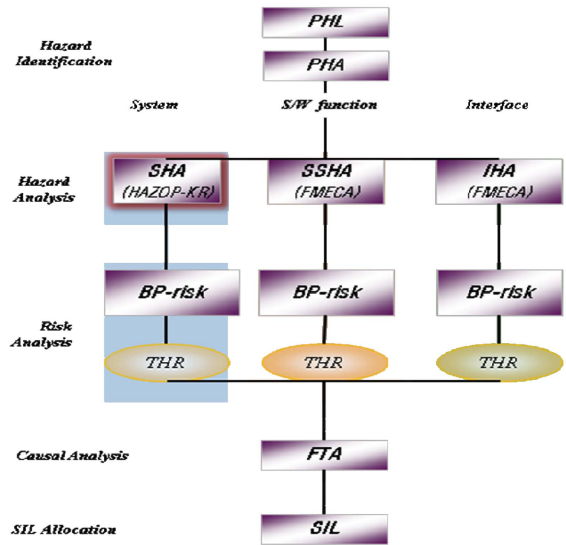 PHL
Hazard
Identification
PHA
System
S/W function
Interface
SHA
(HAZOP-KR)
SSHA
(FMECA)
IHA
(FMECA)
Hazard
Analysis
BP-risk
BP-risk
BP-risk
Risk
Analysis
THR
THR
THR
Causal Analysis
FTA
SIL Allocation
SIL